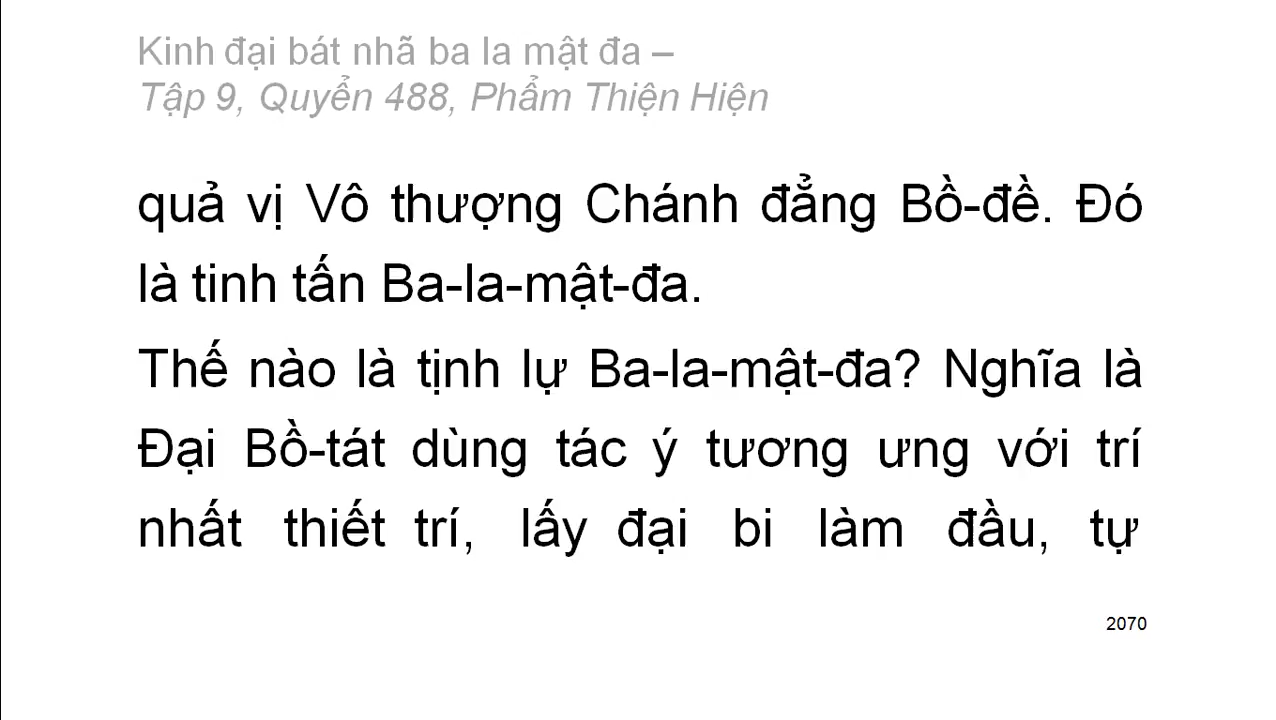 Kinh đại bát nhã ba la mật đa –
Tập 9, Quyển 488, Phẩm Thiện Hiện
quả vị Vô thượng Chánh đẳng Bồ-đề. Đó
là tinh tấn Ba-la-mật-đa.
Thế nào là tịnh lự Ba-la-mật-đa? Nghĩa là
Đại Bồ-tát dùng tác ý tương ưng với trí
nhất thiết trí, lấy đại bi làm đầu, tự
2070